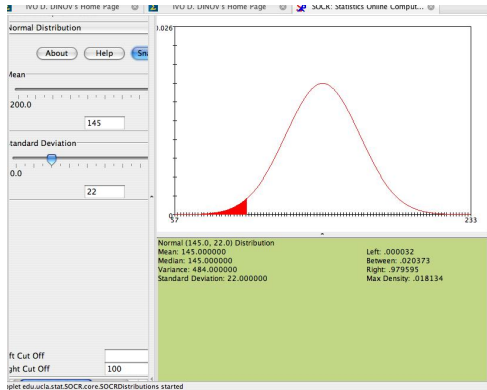 IVO D. DINOV's Home Page
IVO D. DINOV's Home Page
SOCR: Statistics Online Comput...
Normal Distribution
About
Help
Sna
Mean
200.0
145
tandard Deviation
0.0
22
0.026
0
57
233
Normal (145.0, 22.0) Distribution
Mean: 145.000000
Median: 145.000000
Variance: 484.000000
Standard Deviation: 22.000000
Left: .000032
Between: .020373
Right: .979595
Max Density: .018134
ft Cut Off
ght Cut Off
100
plet edu.ucla.stat.SOCR.core.SOCRDistributions started